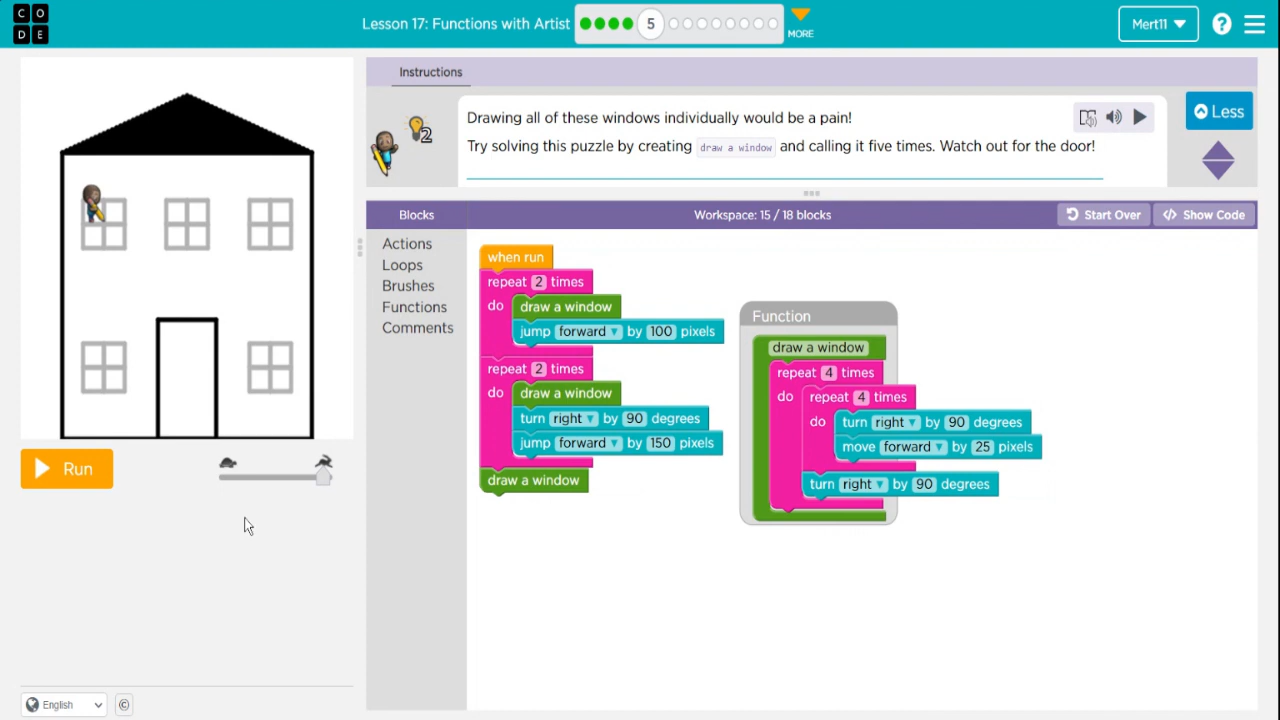 CO
DE
Lesson 17: Functions with Artist
5
MORE
Mert11
?
Instructions
2
Drawing all of these windows individually would be a pain!
Try solving this puzzle by creating draw a window and calling it five times. Watch out for the door!
Less
Blocks
Workspace: 15 / 18 blocks
Start Over
</> Show Code
Actions
Loops
Brushes
Functions
Comments
when run
repeat 2 times
do draw a window
jump forward by 100 pixels
repeat 2 times
do draw a window
turn right by 90 degrees
jump forward by 150 pixels
draw a window
Function
draw a window
repeat 4 times
do repeat 4 times
do turn right by 90 degrees
move forward by 25 pixels
turn right by 90 degrees
Run
English
©